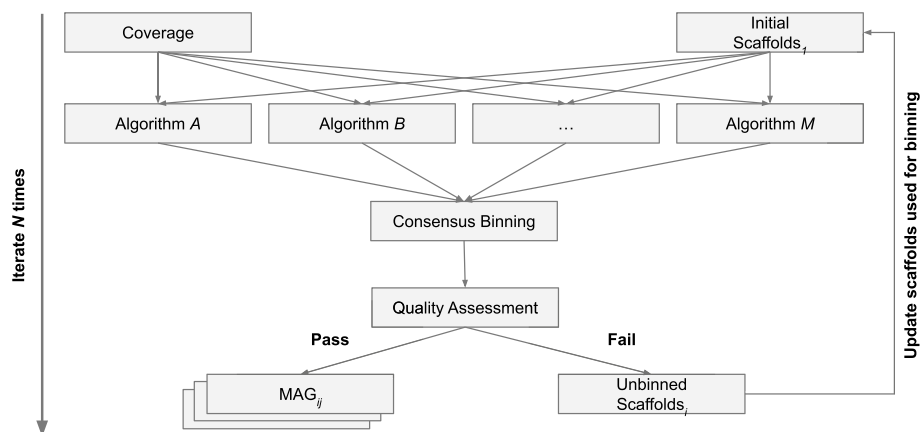 Coverage
Initial
Scaffolds1
Algorithm A
Algorithm B
...
Algorithm M
Consensus Binning
Quality Assessment
Pass
Fail
MAGij
Unbinned
Scaffoldsi
Iterate N times
Update scaffolds used for binning